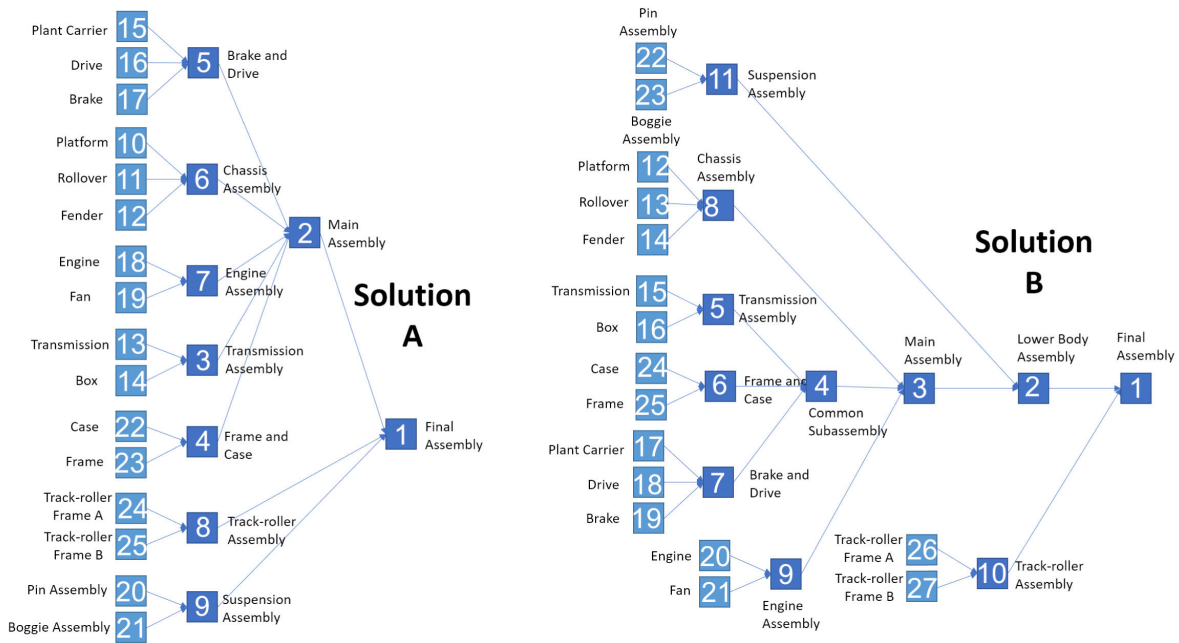 Plant Carrier 15
Drive 16
Brake 17
5 Brake and
Drive
Platform 10
Rollover 11
Fender 12
6 Chassis
Assembly
Engine 18
Fan 19
7 Engine
Assembly
Transmission 13
Box 14
3 Transmission
Assembly
Case 22
Frame 23
4 Frame and
Case
Track-roller
Frame A 24
Track-roller
Frame B 25
8 Track-roller
Assembly
Pin Assembly 20
Boggie Assembly 21
9 Suspension
Assembly
2 Main
Assembly
1 Final
Assembly
Solution
A
Pin
Assembly
22
23
Boggie
Assembly
11 Suspension
Assembly
Platform 12
Rollover 13
Fender 14
Chassis
Assembly
8
Transmission 15
Box 16
5 Transmission
Assembly
Case 24
Frame 25
6 Frame and
Case
Plant Carrier 17
Drive 18
Brake 19
7 Brake and
Drive
4
Common
Subassembly
Engine 20
Fan 21
9
Engine
Assembly
Main
Assembly
3
Lower Body
Assembly
2
Final
Assembly
1
Track-roller
Frame A 26
Track-roller
Frame B 27
10 Track-roller
Assembly
Solution
B